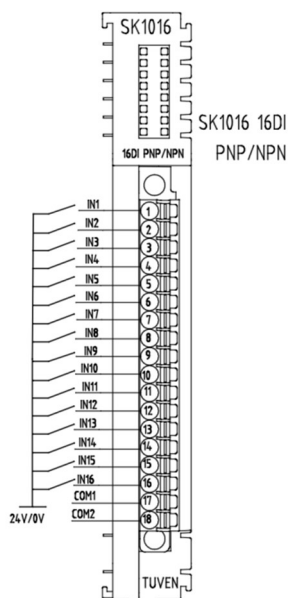 SK1016
SK1016 16DI
PNP/NPN
16DI PNP/NPN
IN1
1
IN2
2
IN3
3
IN4
4
IN5
5
IN6
6
IN7
7
IN8
8
IN9
9
IN10
10
IN11
11
IN12
12
IN13
13
IN14
14
IN15
15
IN16
16
COM1
17
COM2
18
24V/0V
TUVEN